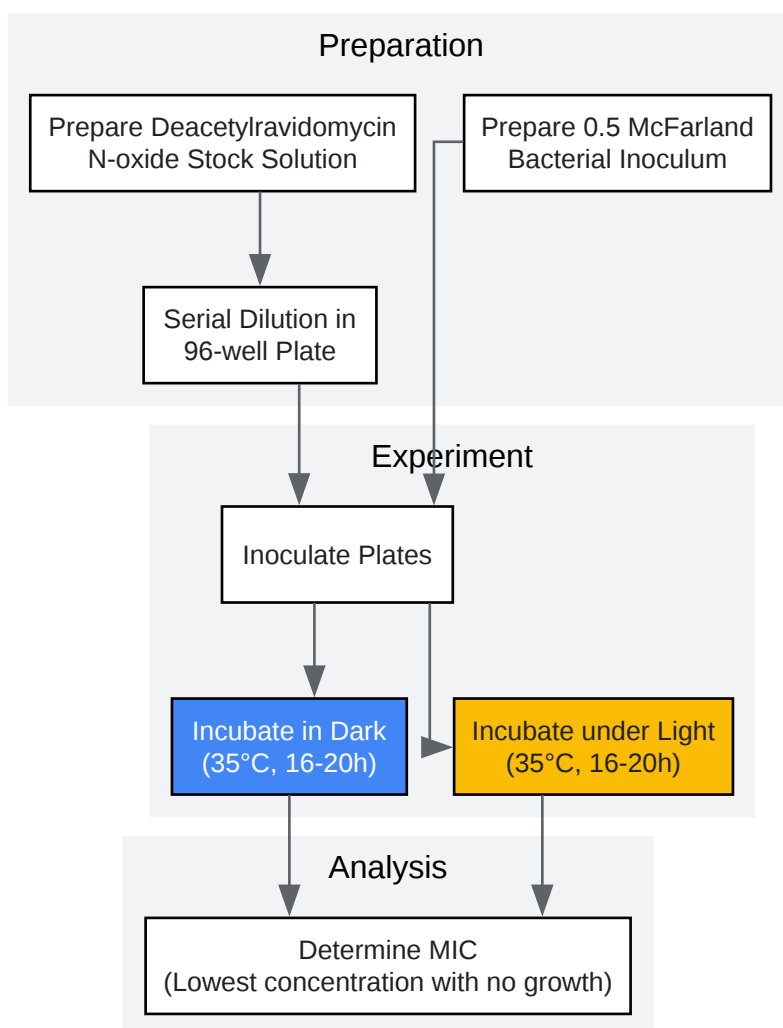 Preparation
Prepare Deacetylravidomycin
N-oxide Stock Solution
Prepare 0.5 McFarland
Bacterial Inoculum
Serial Dilution in
96-well Plate
Experiment
Inoculate Plates
Incubate in Dark
(35°C, 16-20h)
Incubate under Light
(35°C, 16-20h)
Analysis
Determine MIC
(Lowest concentration with no growth)